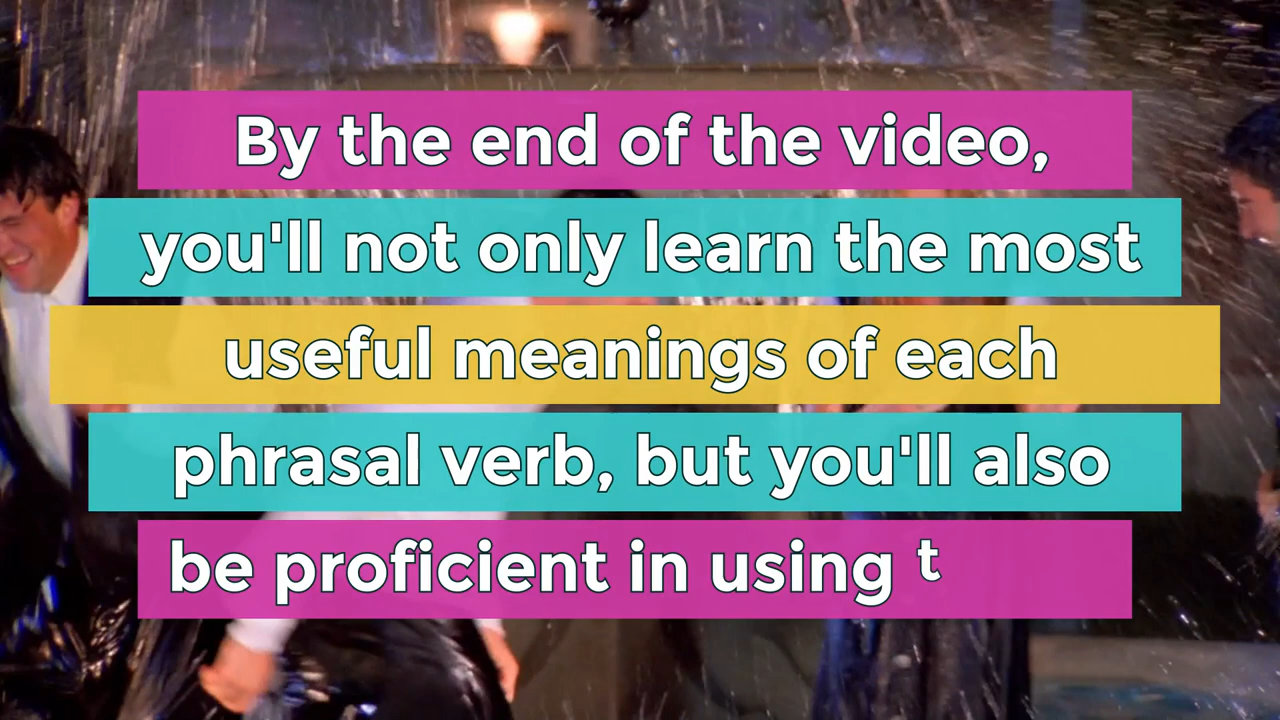 By the end of the video,
you'll not only learn the most
useful meanings of each
phrasal verb, but you'll also
be proficient in using t